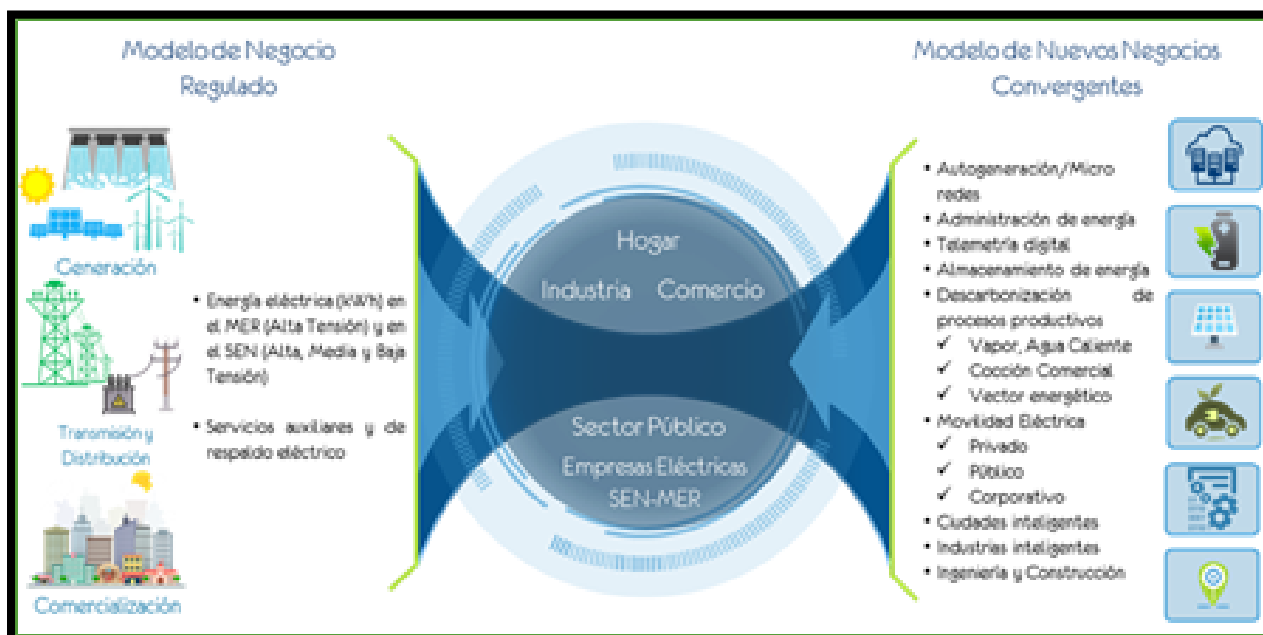 Modelo de Negocio
Regulado
Generación
Transmisión y
Distribución
Comercialización
• Energía eléctrica (kWh) en
el MER (Alta Tensión) y en
el SEN (Alta, Media y Baja
Tensión)
• Servicios auxiliares y de
respaldo eléctrico
Hogar
Industria Comercio
Sector Público
Empresas Eléctricas
SEN-MER
Modelo de Nuevos Negocios
Convergentes
• Autogeneración/Micro
redes
• Administración de energía
• Telemetría digital
• Almacenamiento de energía
• Descarbonización de
procesos productivos
✓ Vapor, Agua Caliente
✓ Cocción Comercial
✓ Vector energético
• Movilidad Eléctrica
✓ Privado
✓ Público
✓ Corporativo
• Ciudades inteligentes
• Industrias inteligentes
• Ingeniería y Construcción